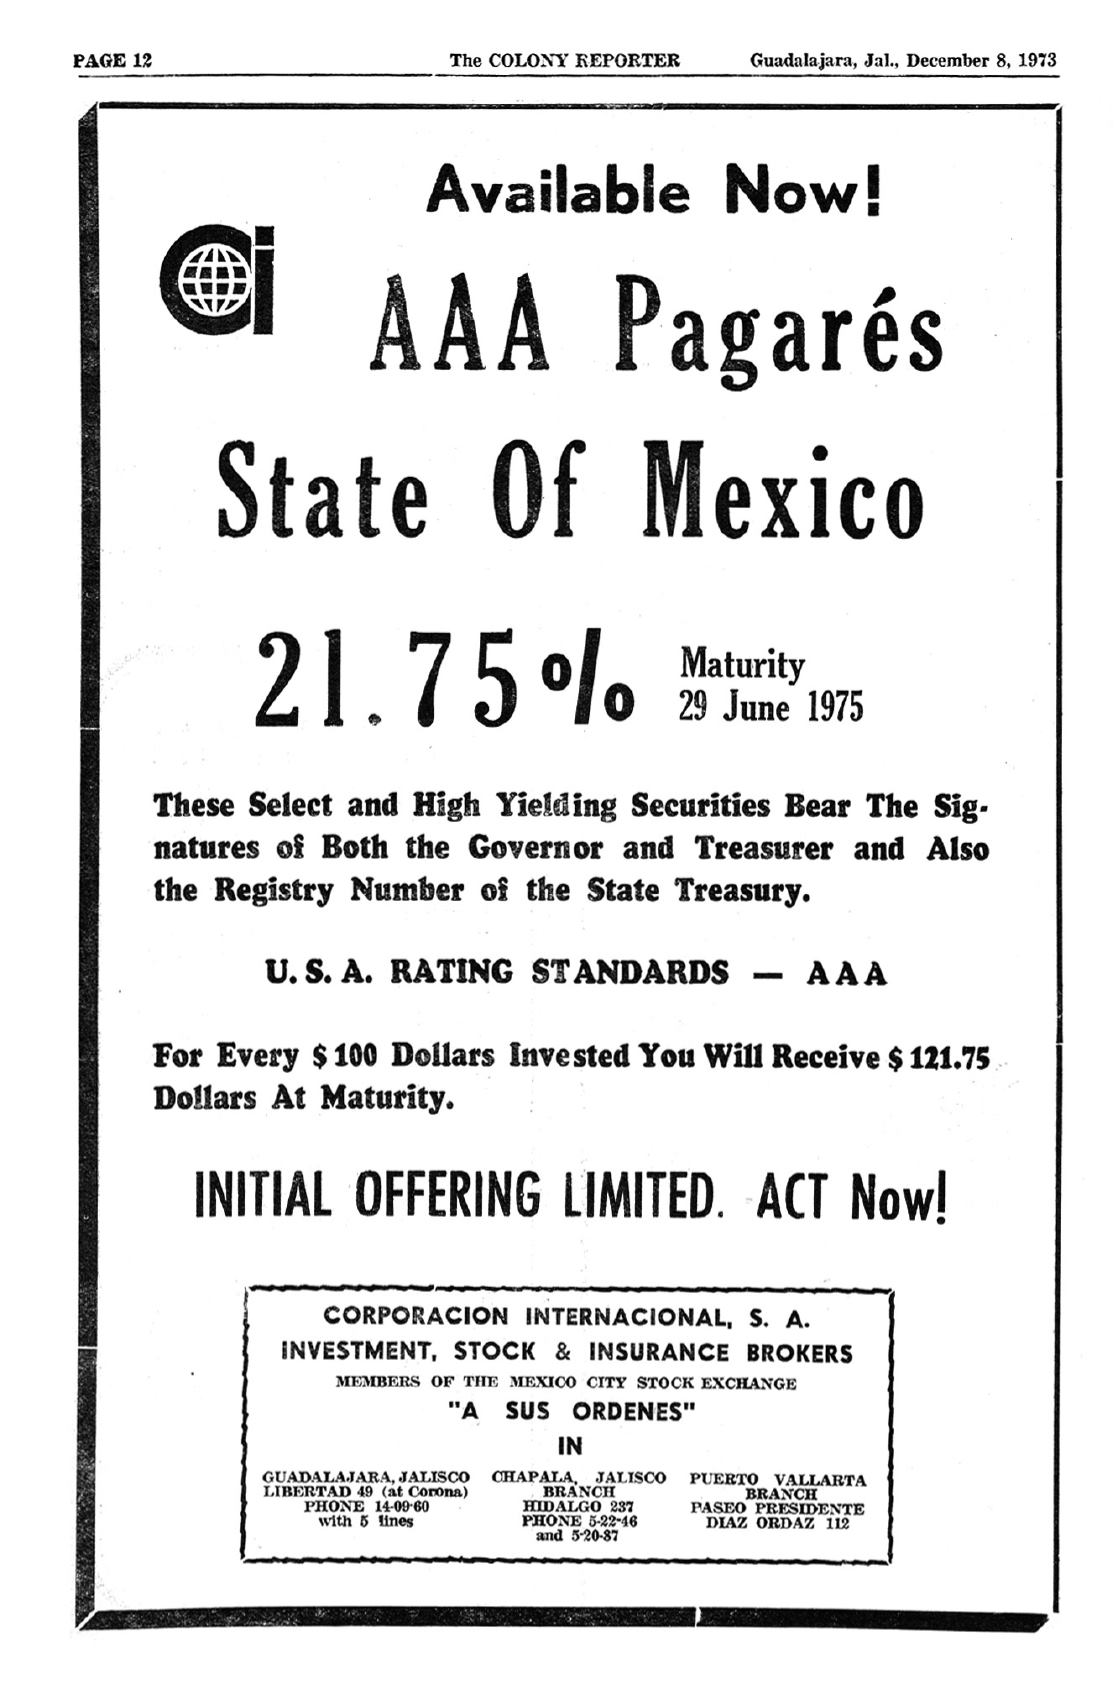 PAGE 12 The COLONY REPORTER Guadalajara, Jal., December 8, 1973
Available Now!
Ci
AAA Pagarés
State Of Mexico
21.75% Maturity
29 June 1975
These Select and High Yielding Securities Bear The Sig-
natures of Both the Governor and Treasurer and Also
the Registry Number of the State Treasury.
U. S. A. RATING STANDARDS — AAA
For Every $ 100 Dollars Invested You Will Receive $ 121.75
Dollars At Maturity.
INITIAL OFFERING LIMITED. ACT Now!
CORPORACION INTERNACIONAL, S. A.
INVESTMENT, STOCK & INSURANCE BROKERS
MEMBERS OF THE MEXICO CITY STOCK EXCHANGE
"A SUS ORDENES"
IN
GUADALAJARA, JALISCO
LIBERTAD 49 (at Corona)
PHONE 14-09-60
with 5 lines
CHAPALA, JALISCO
BRANCH
HIDALGO 237
PHONE 5-22-46
and 5-20-87
PUERTO VALLARTA
BRANCH
PASEO PRESIDENTE
DIAZ ORDAZ 112